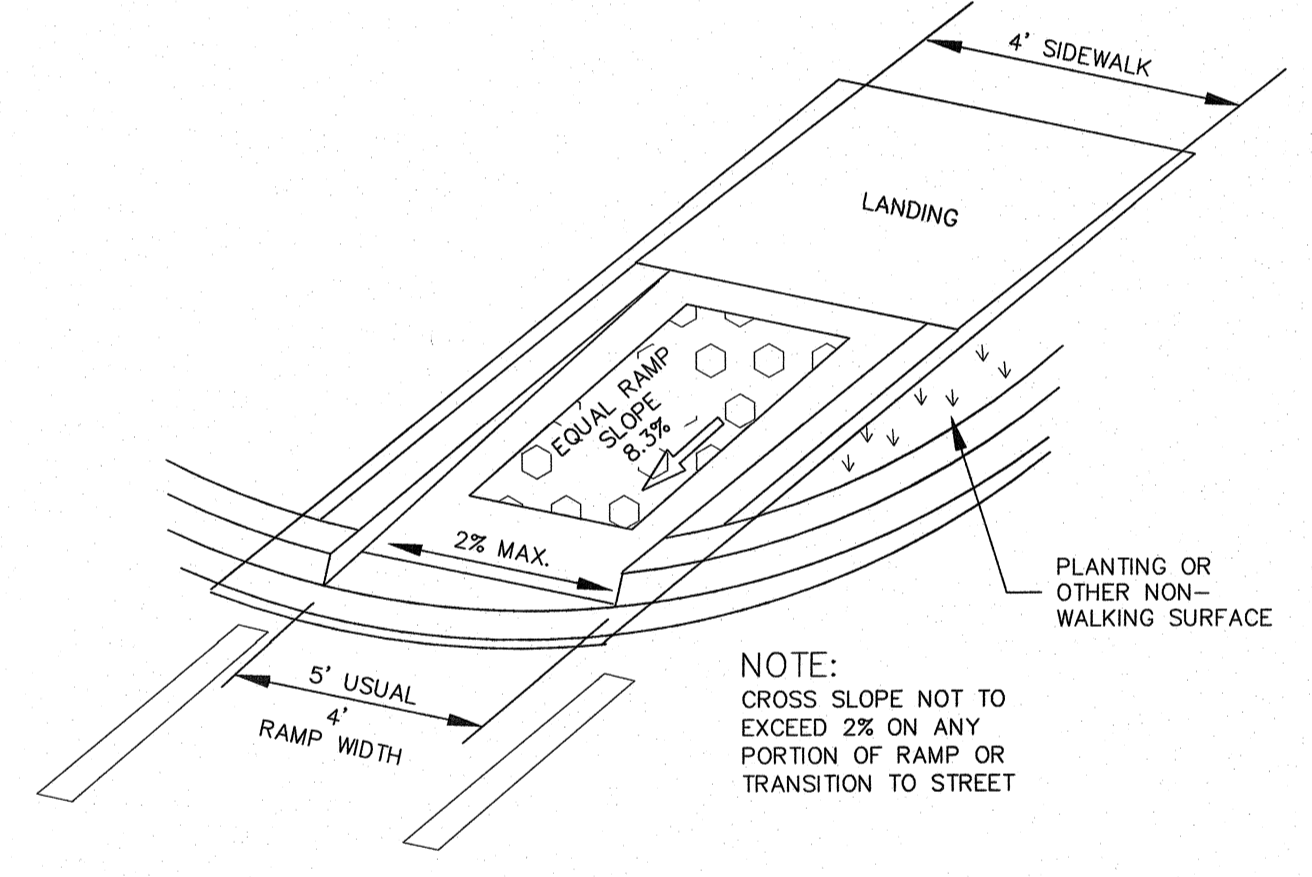 4' SIDEWALK
LANDING
EQUAL RAMP
SLOPE
8.3%
2% MAX.
PLANTING OR
OTHER NON-
WALKING SURFACE
5' USUAL
4'
RAMP WIDTH
NOTE:
CROSS SLOPE NOT TO
EXCEED 2% ON ANY
PORTION OF RAMP OR
TRANSITION TO STREET